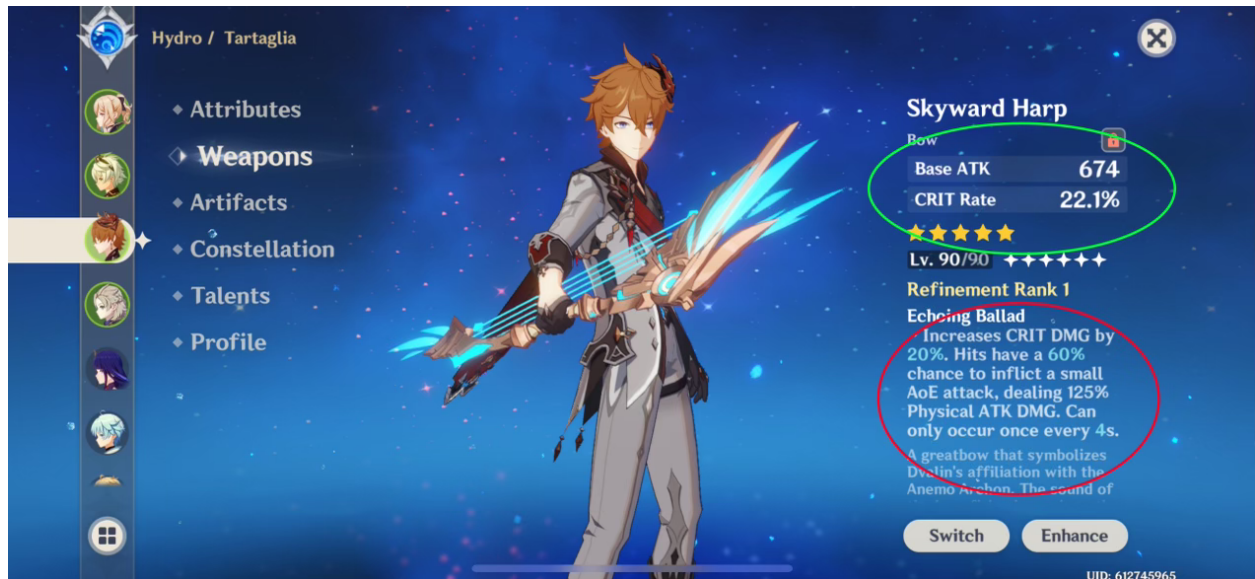 Hydro / Tartaglia
Attributes
Weapons
Artifacts
Constellation
Talents
Profile
Skyward Harp
Bow
Base ATK 674
CRIT Rate 22.1%
Lv. 90/90
Refinement Rank 1
Echoing Ballad
· Increases CRIT DMG by
20%. Hits have a 60%
chance to inflict a small
AoE attack, dealing 125%
Physical ATK DMG. Can
only occur once every 4s.
A greatbow that symbolizes
Dvalin's affiliation with the
Anemo Archon. The sound of
Switch
Enhance
UID: 612745965